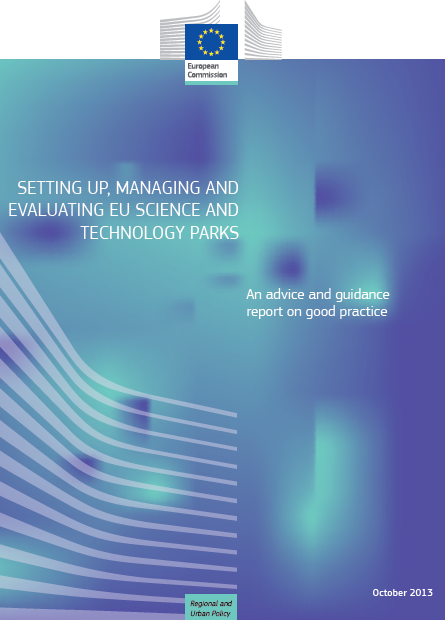 European
Commission
SETTING UP, MANAGING AND
EVALUATING EU SCIENCE AND
TECHNOLOGY PARKS
An advice and guidance
report on good practice
October 2013
Regional and
Urban Policy